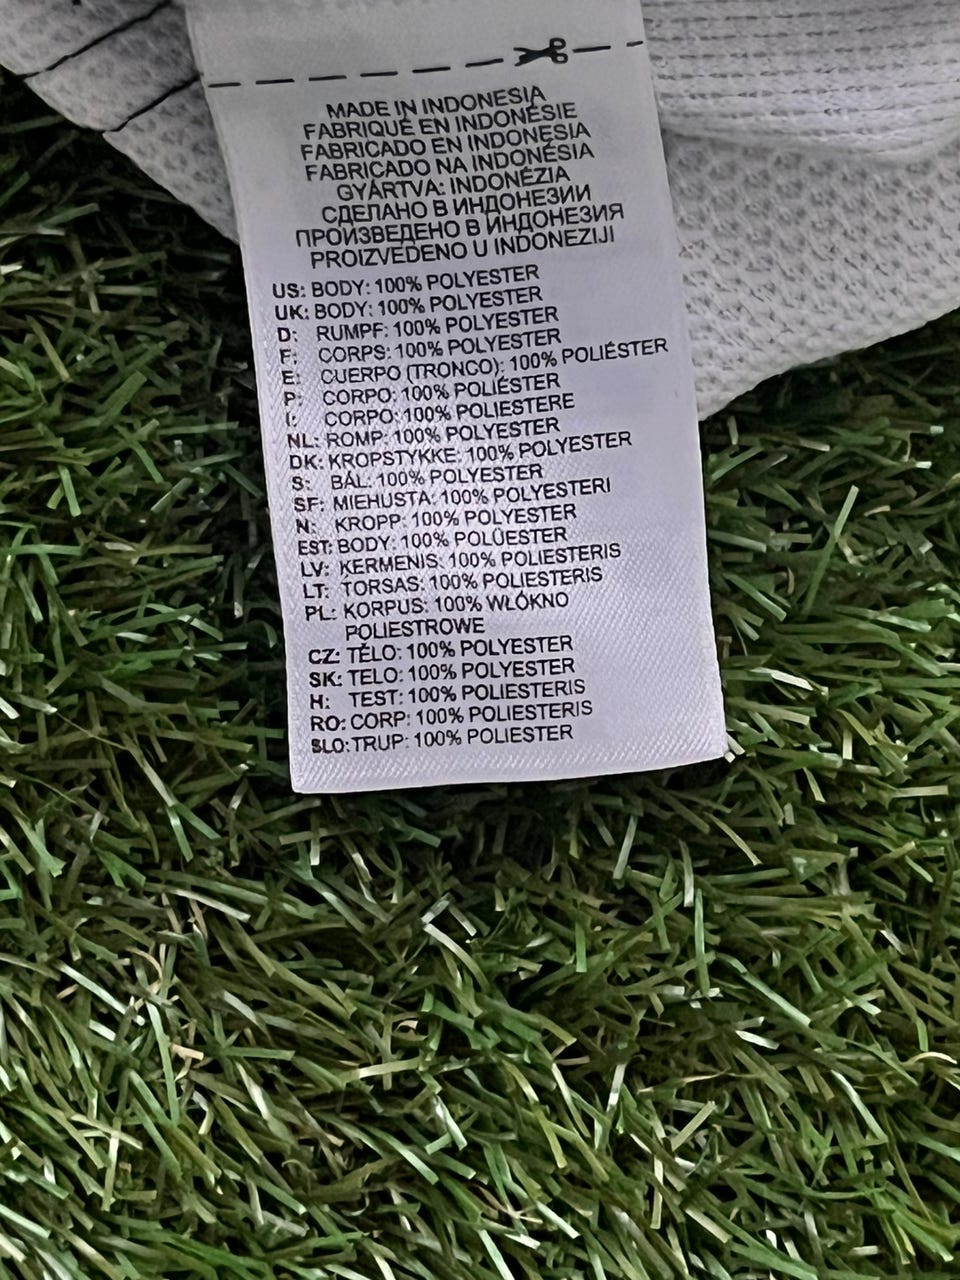 MADE IN INDONESIA
FABRIQUÉ EN INDONÉSIE
FABRICADO EN INDONESIA
FABRICADO NA INDONÉSIA
GYÁRTVA: INDONÉZIA
СДЕЛАНО В ИНДОНЕЗИИ
ПРОИЗВЕДЕНО В ИНДОНЕЗИЯ
PROIZVEDENO U INDONEZIJI
US: BODY: 100% POLYESTER
UK: BODY: 100% POLYESTER
D: RUMPF: 100% POLYESTER
F: CORPS: 100% POLYESTER
E: CUERPO (TRONCO): 100% POLIÉSTER
P: CORPO: 100% POLIÉSTER
I: CORPO: 100% POLIESTERE
NL: ROMP: 100% POLYESTER
DK: KROPSTYKKE: 100% POLYESTER
S: BÅL: 100% POLYESTER
SF: MIEHUSTA: 100% POLYESTERI
N: KROPP: 100% POLYESTER
EST: BODY: 100% POLÜESTER
LV: KERMENIS: 100% POLIESTERIS
LT: TORSAS: 100% POLIESTERIS
PL: KORPUS: 100% WŁÓKNO
POLIESTROWE
CZ: TĚLO: 100% POLYESTER
SK: TELO: 100% POLYESTER
H: TEST: 100% POLIESTERIS
RO: CORP: 100% POLIESTERIS
SLO: TRUP: 100% POLIESTER